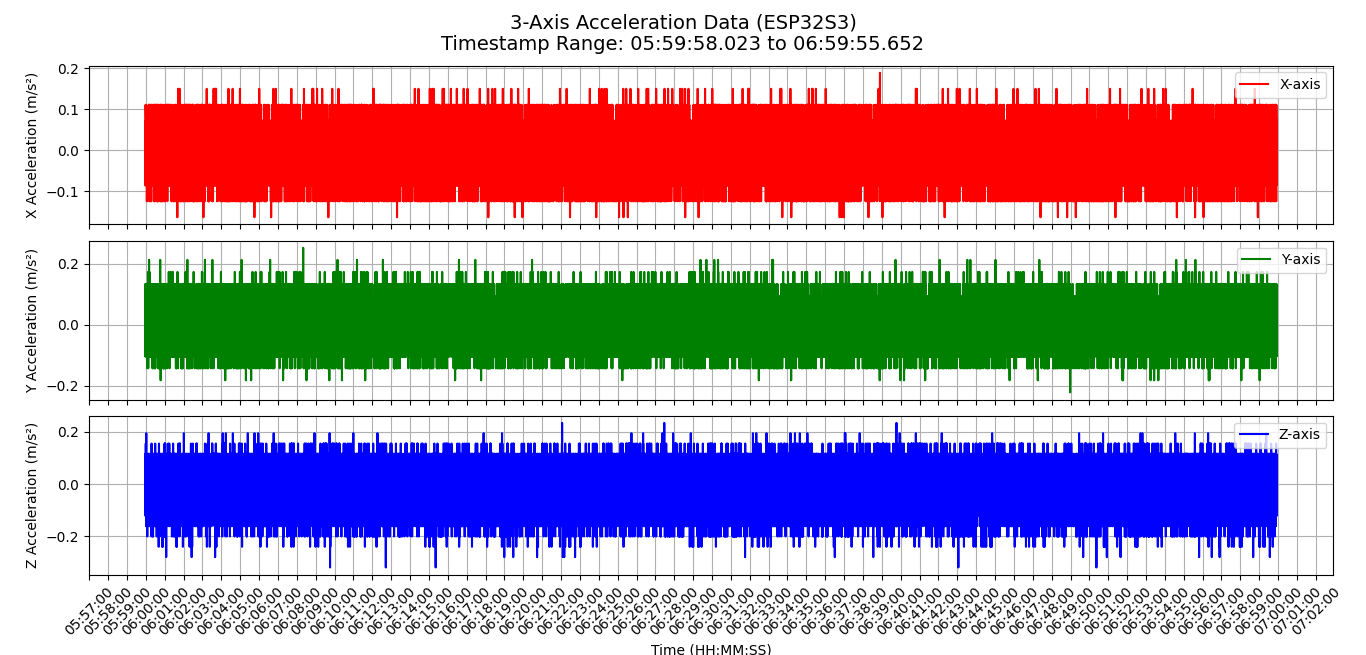 3-Axis Acceleration Data (ESP32S3)
Timestamp Range: 05:59:58.023 to 06:59:55.652
X Acceleration (m/s²)
0.2
0.1
0.0
−0.1
X-axis
Y Acceleration (m/s²)
0.2
0.0
−0.2
Y-axis
Z Acceleration (m/s²)
0.2
0.0
−0.2
Z-axis
05:57:00 05:58:00 05:59:00 06:00:00 06:01:00 06:02:00 06:03:00 06:04:00 06:05:00 06:06:00 06:07:00 06:08:00 06:09:00 06:10:00 06:11:00 06:12:00 06:13:00 06:14:00 06:15:00 06:16:00 06:17:00 06:18:00 06:19:00 06:20:00 06:21:00 06:22:00 06:23:00 06:24:00 06:25:00 06:26:00 06:27:00 06:28:00 06:29:00 06:30:00 06:31:00 06:32:00 06:33:00 06:34:00 06:35:00 06:36:00 06:37:00 06:38:00 06:39:00 06:40:00 06:41:00 06:42:00 06:43:00 06:44:00 06:45:00 06:46:00 06:47:00 06:48:00 06:49:00 06:50:00 06:51:00 06:52:00 06:53:00 06:54:00 06:55:00 06:56:00 06:57:00 06:58:00 06:59:00 07:00:00 07:01:00 07:02:00
Time (HH:MM:SS)